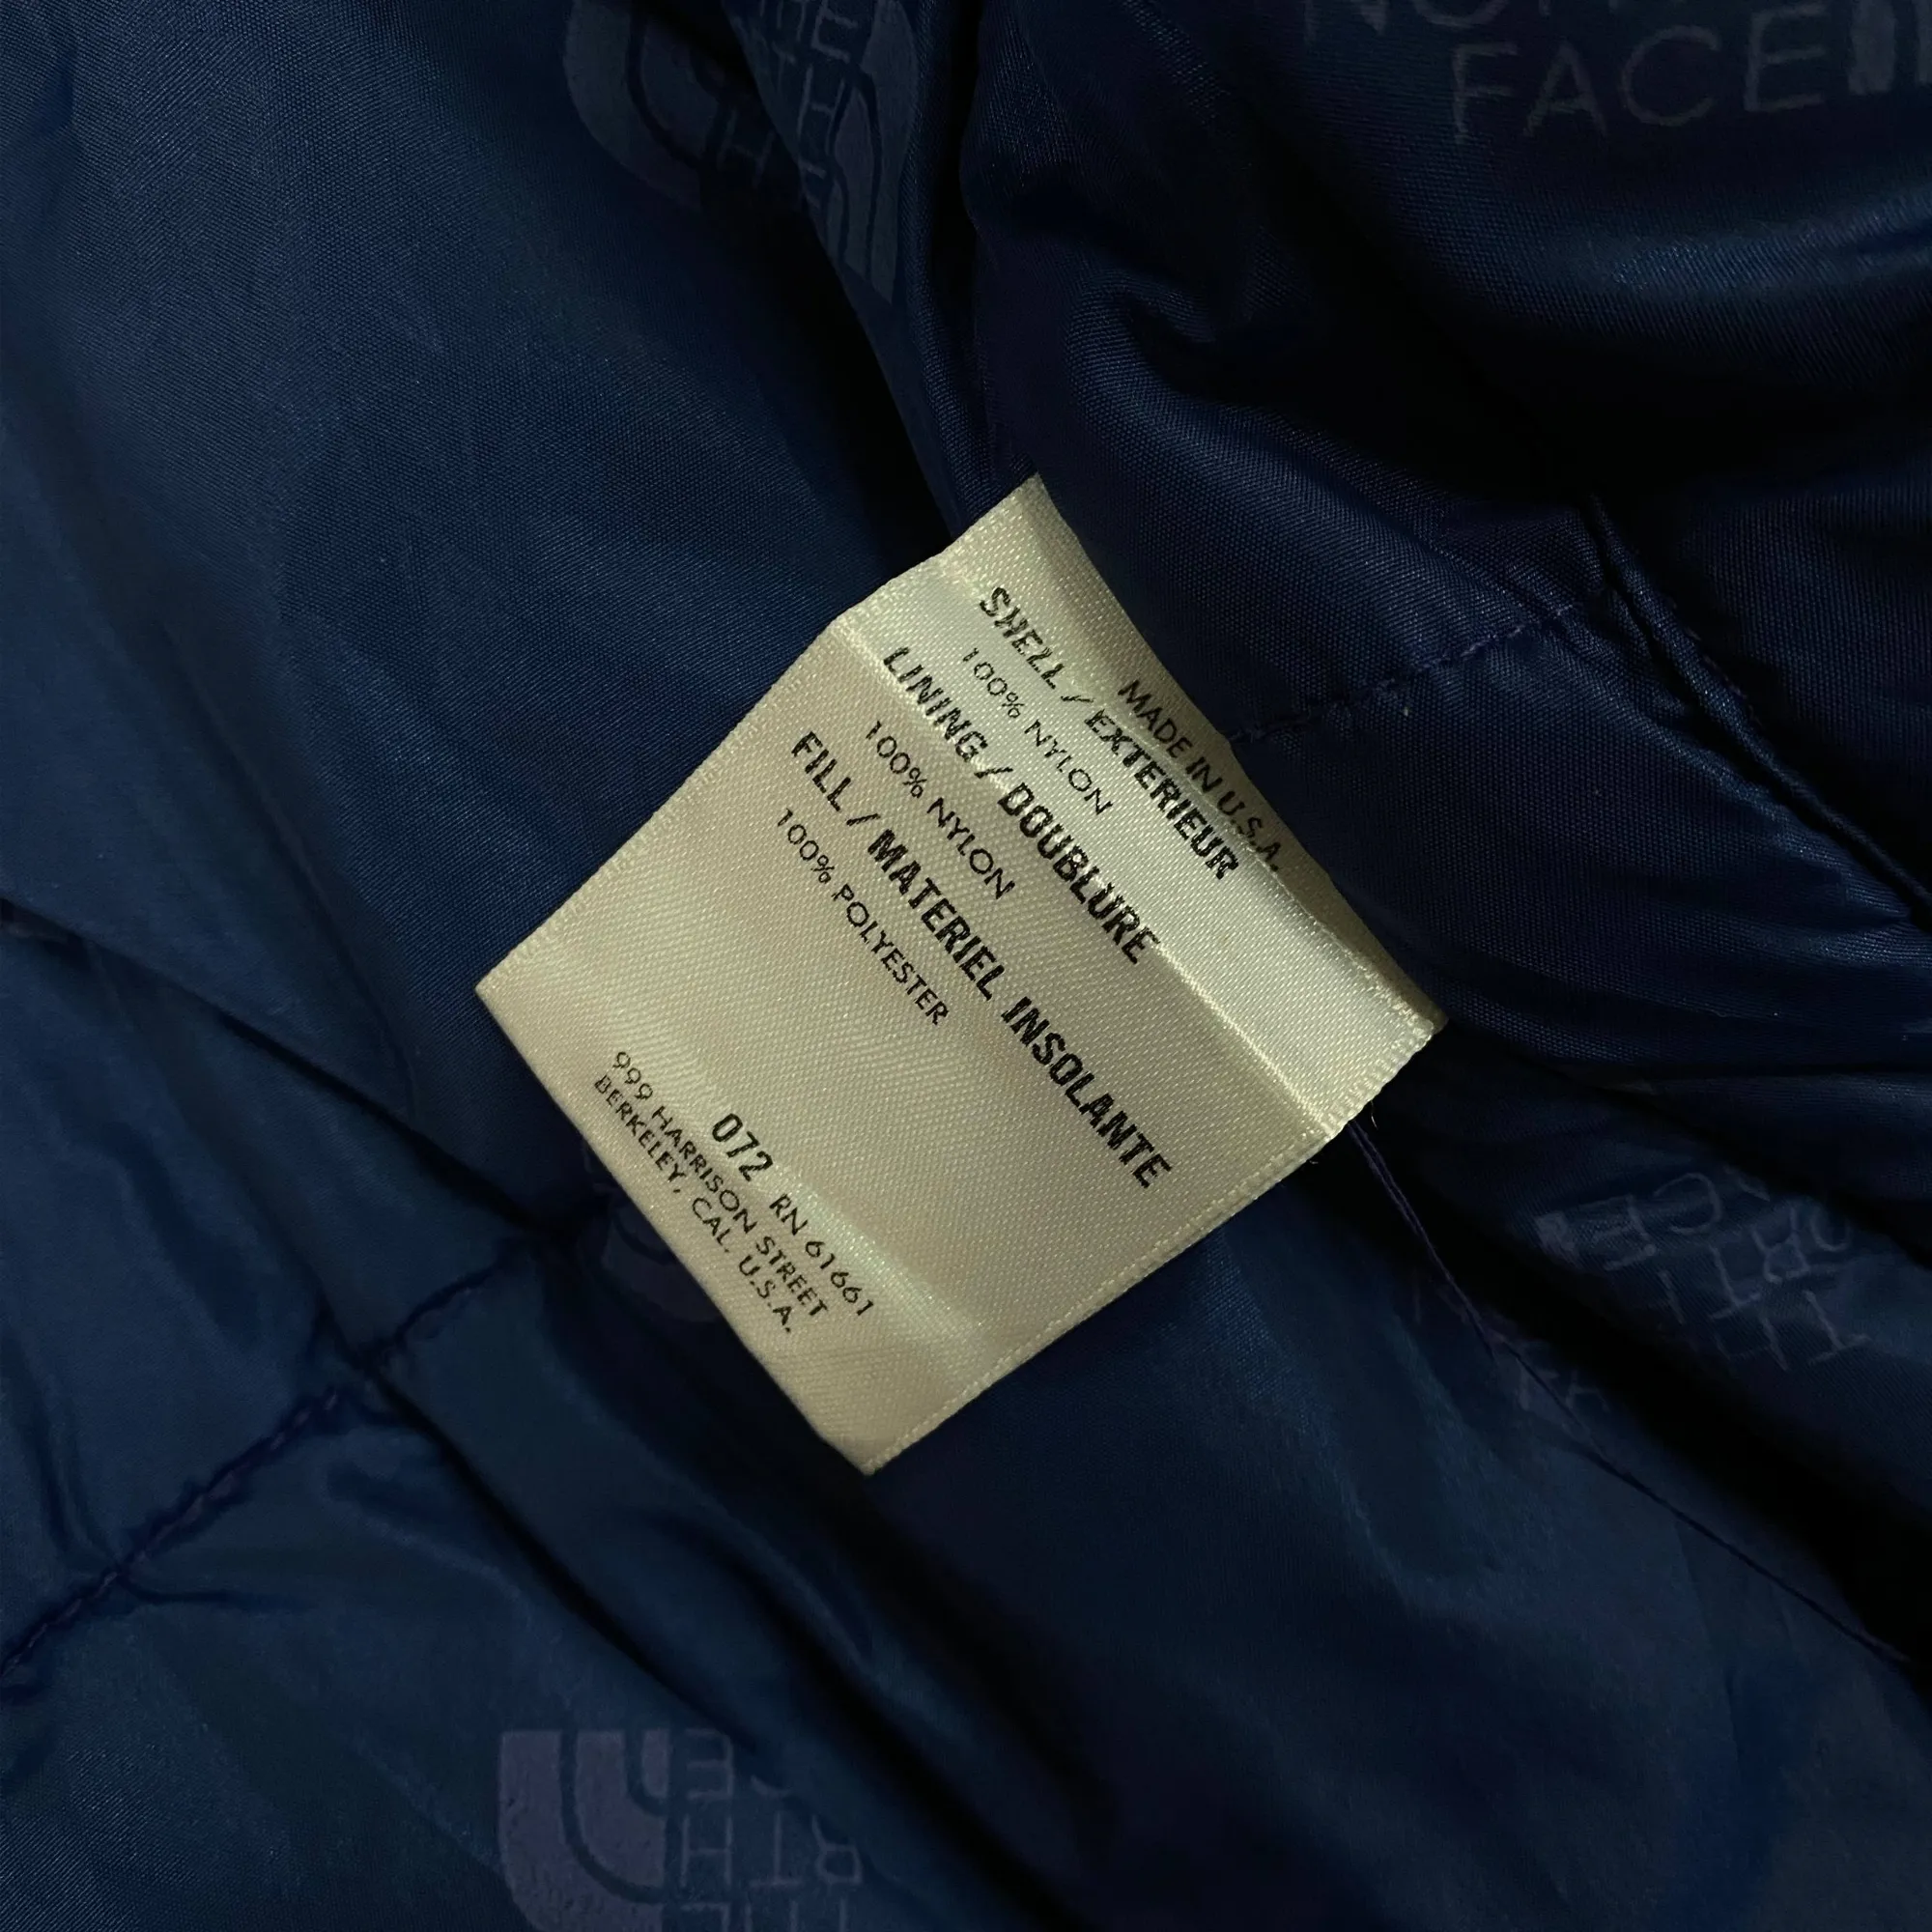 MADE IN U.S.A.
SHELL / EXTERIEUR
100% NYLON
LINING / DOUBLURE
100% NYLON
FILL / MATERIEL INSOLANTE
100% POLYESTER
072 RN 61661
999 HARRISON STREET
BERKELEY, CAL. U.S.A.
FACE